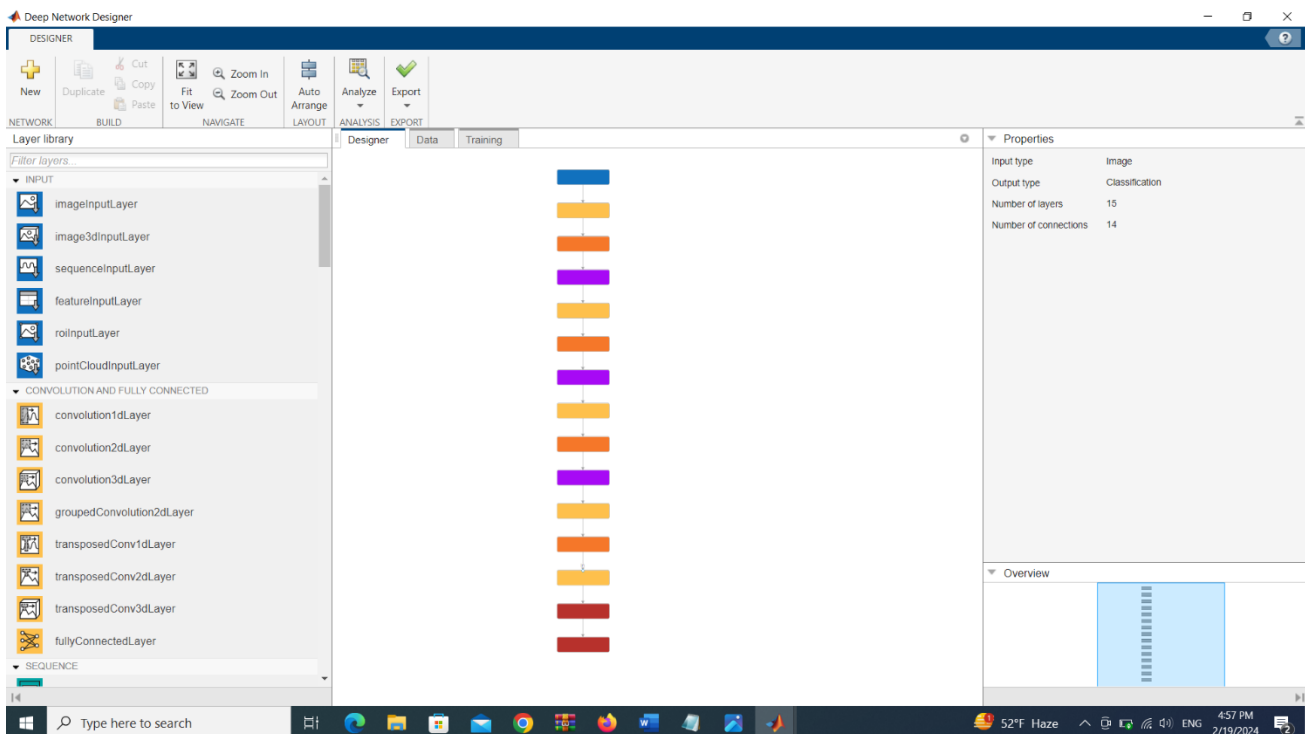 Deep Network Designer
DESIGNER
New
Duplicate
Cut
Copy
Paste
Fit
to View
Zoom In
Zoom Out
Auto
Arrange
Analyze
Export
NETWORK
BUILD
NAVIGATE
LAYOUT
ANALYSIS
EXPORT
Layer library
Filter layers...
INPUT
imageInputLayer
image3dInputLayer
sequenceInputLayer
featureInputLayer
roiInputLayer
pointCloudInputLayer
CONVOLUTION AND FULLY CONNECTED
convolution1dLayer
convolution2dLayer
convolution3dLayer
groupedConvolution2dLayer
transposedConv1dLayer
transposedConv2dLayer
transposedConv3dLayer
fullyConnectedLayer
SEQUENCE
Designer
Data
Training
Properties
Input type Image
Output type Classification
Number of layers 15
Number of connections 14
Overview
Type here to search
52°F Haze
ENG
4:57 PM
2/19/2024